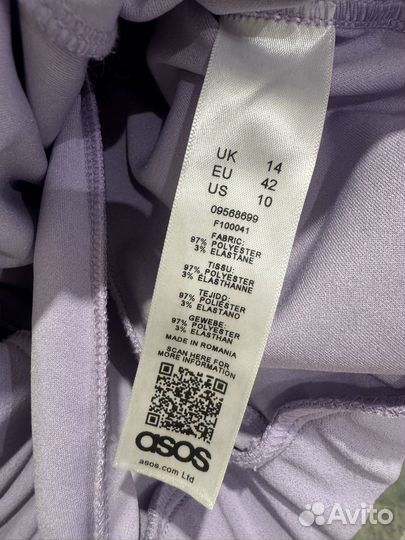 UK 14
EU 42
US 10
09568699
F100041
FABRIC:
97% POLYESTER
3% ELASTANE
TISSU:
97% POLYESTER
3% ELASTHANNE
TEJIDO:
97% POLIÉSTER
3% ELASTANO
GEWEBE:
97% POLYESTER
3% ELASTHAN
MADE IN ROMANIA
SCAN HERE FOR
MORE INFORMATION
asos
asos.com Ltd
Avito